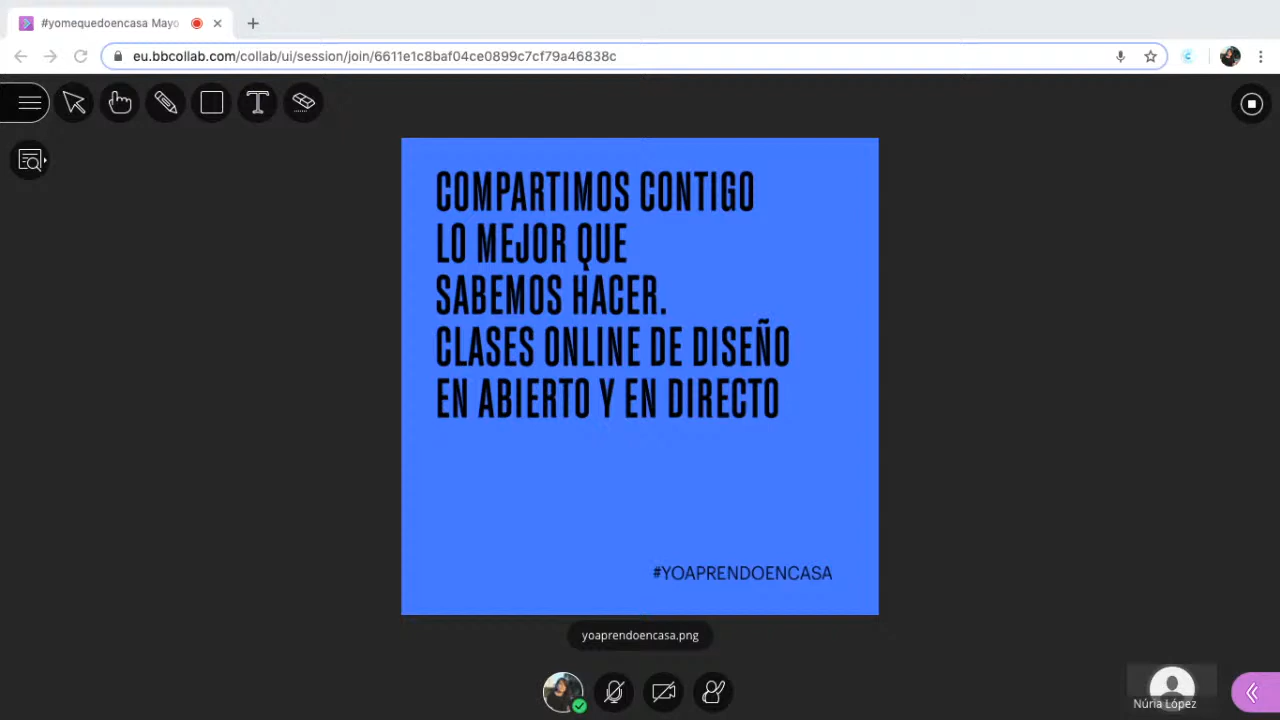 #yomequedoencasa Mayo
eu.bbcollab.com/collab/ui/session/join/6611e1c8baf04ce0899c7cf79a46838c
COMPARTIMOS CONTIGO
LO MEJOR QUE
SABEMOS HACER.
CLASES ONLINE DE DISEÑO
EN ABIERTO Y EN DIRECTO
#YOAPRENDOENCASA
yoaprendoencasa.png
Núria López